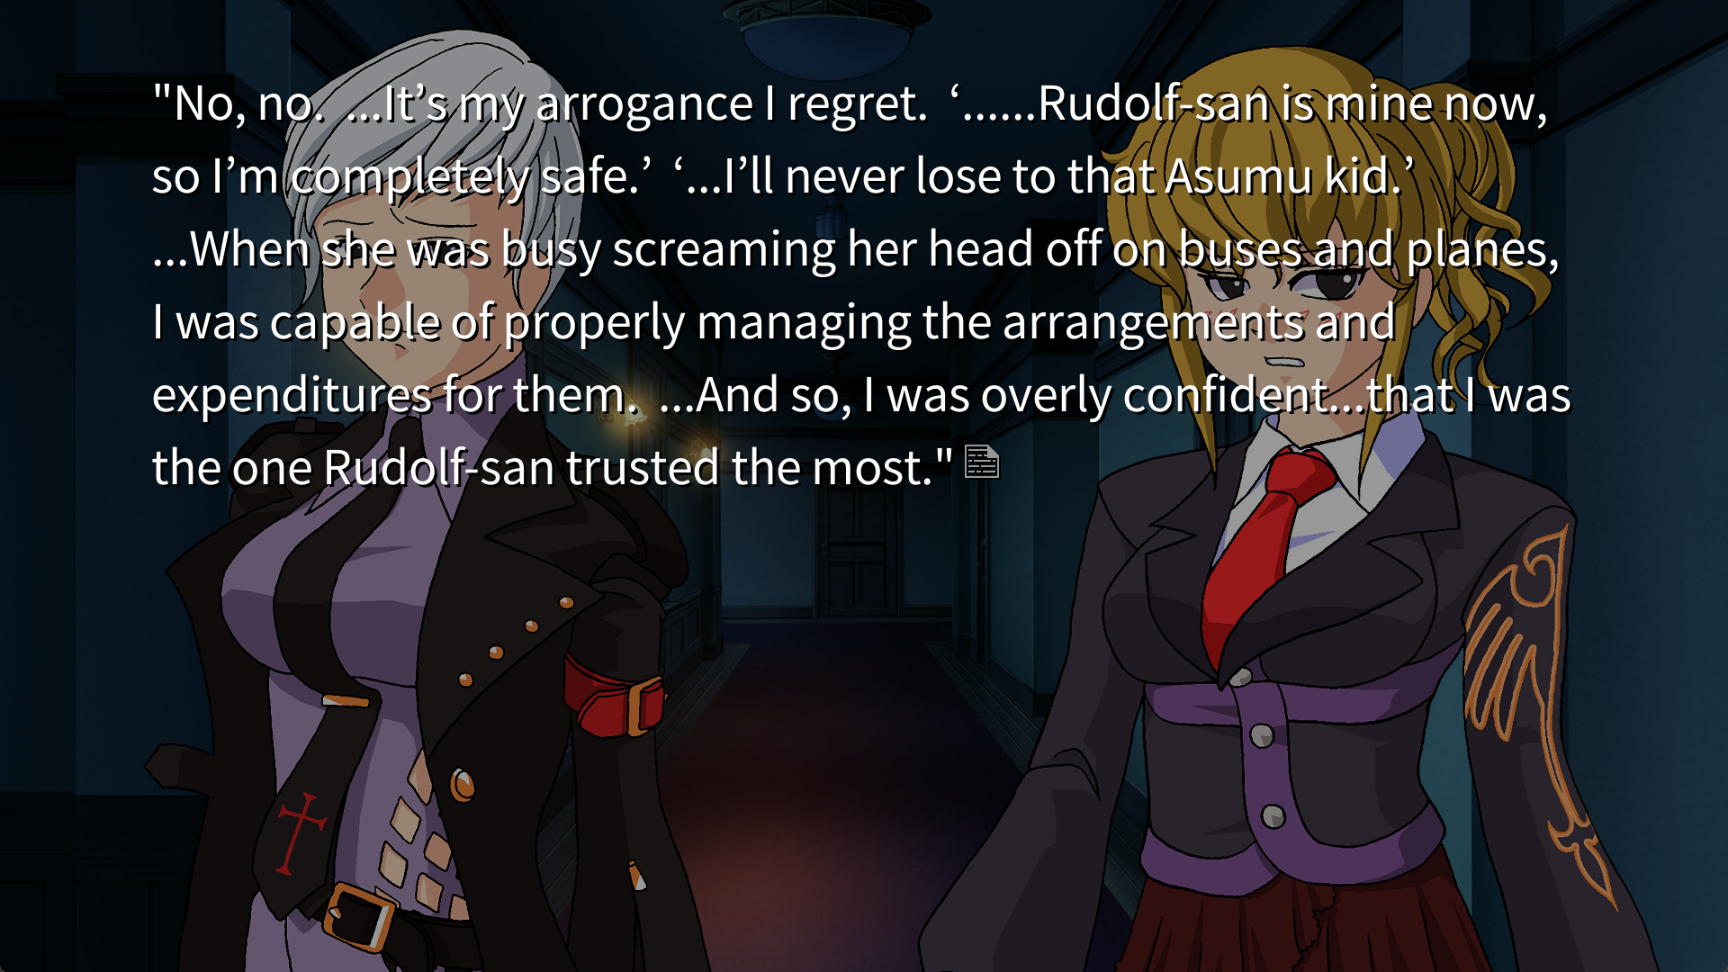 "No, no.  ...It’s my arrogance I regret.  ‘......Rudolf-san is mine now,
so I’m completely safe.’  ‘...I’ll never lose to that Asumu kid.’
...When she was busy screaming her head off on buses and planes,
I was capable of properly managing the arrangements and
expenditures for them.  ...And so, I was overly confident...that I was
the one Rudolf-san trusted the most."